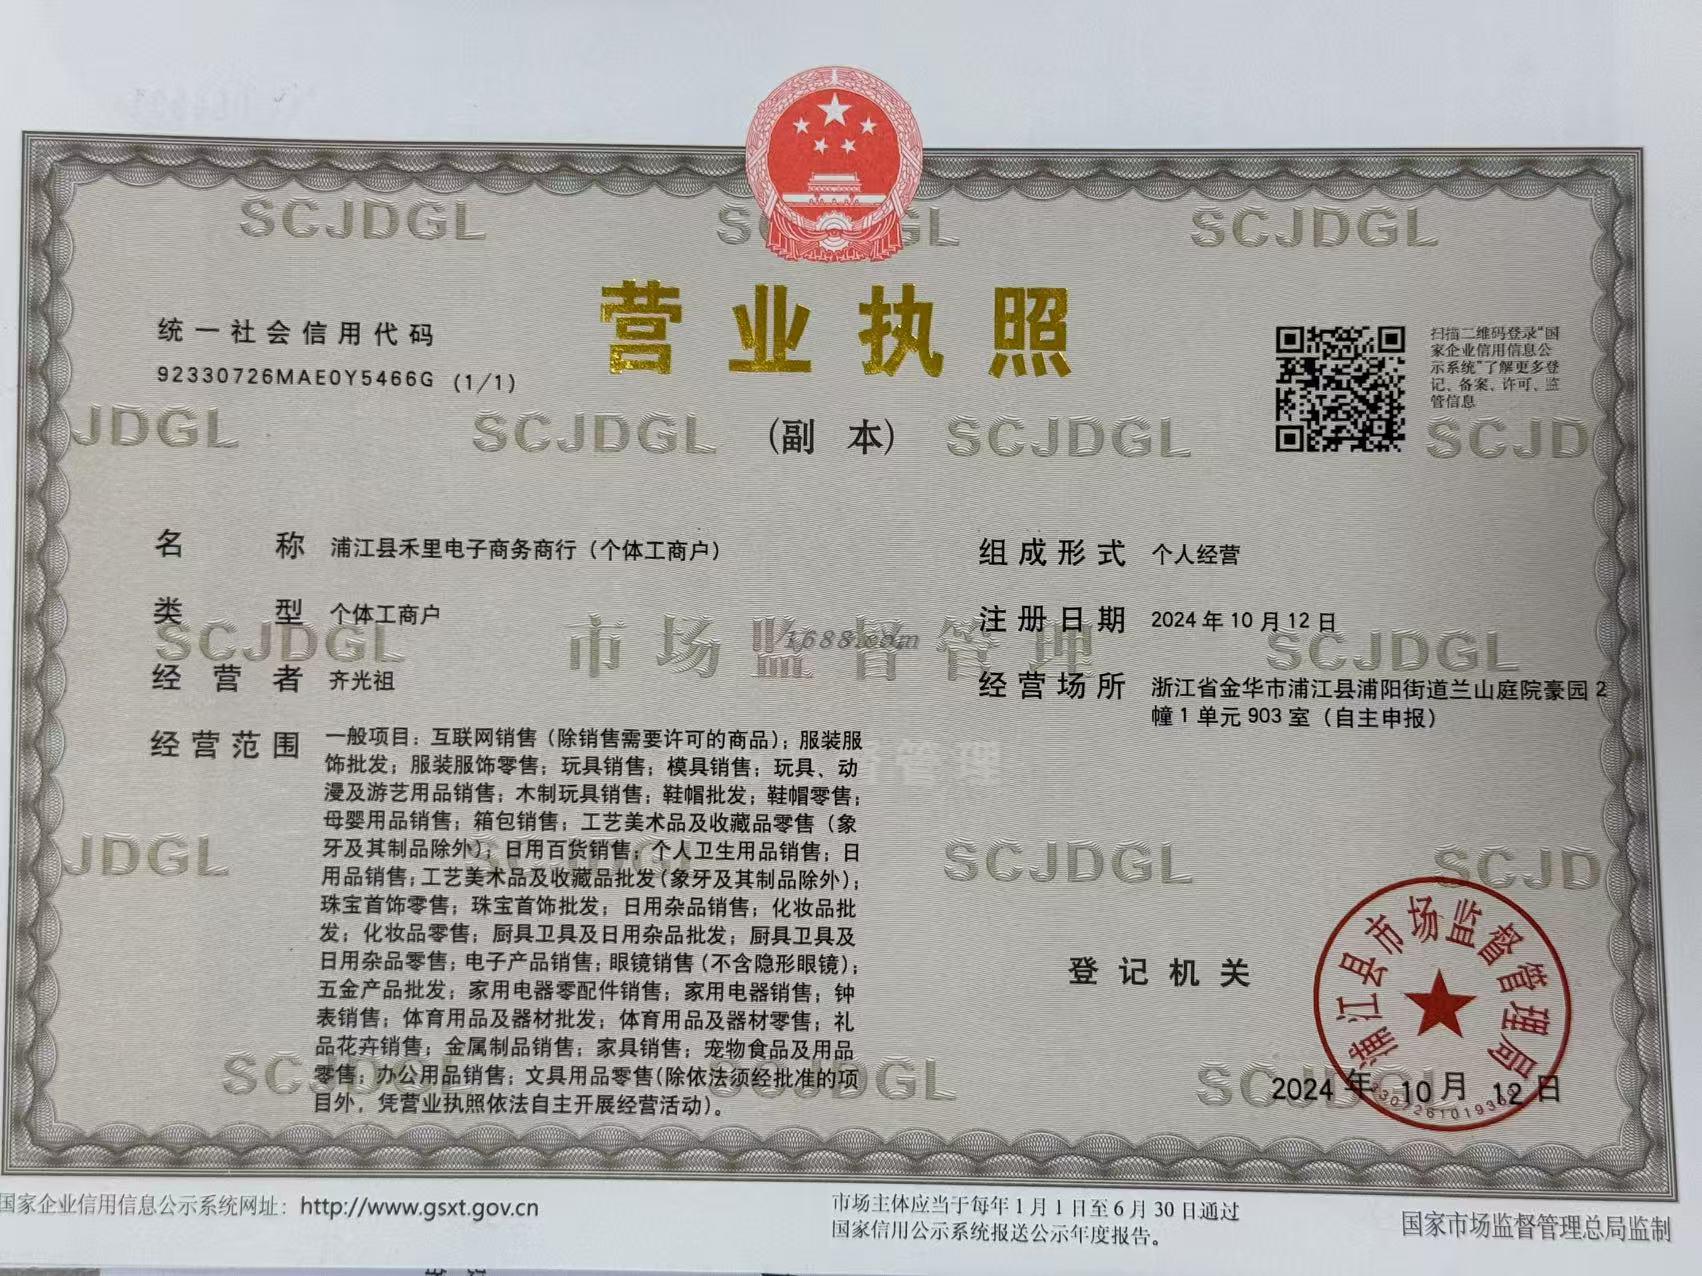 营业执照
(副 本)
统一社会信用代码
92330726MAE0Y5466G (1/1)
扫描二维码登录“国
家企业信用信息公
示系统”了解更多登
记、备案、许可、监
管信息
名 称 浦江县禾里电子商务商行（个体工商户）
类 型 个体工商户
经 营 者 齐光祖
经 营 范 围 一般项目：互联网销售（除销售需要许可的商品）；服装服
饰批发；服装服饰零售；玩具销售；模具销售；玩具、动
漫及游艺用品销售；木制玩具销售；鞋帽批发；鞋帽零售；
母婴用品销售；箱包销售；工艺美术品及收藏品零售（象
牙及其制品除外）；日用百货销售；个人卫生用品销售；日
用品销售；工艺美术品及收藏品批发（象牙及其制品除外）；
珠宝首饰零售；珠宝首饰批发；日用杂品销售；化妆品批
发；化妆品零售；厨具卫具及日用杂品批发；厨具卫具及
日用杂品零售；电子产品销售；眼镜销售（不含隐形眼镜）；
五金产品批发；家用电器零配件销售；家用电器销售；钟
表销售；体育用品及器材批发；体育用品及器材零售；礼
品花卉销售；金属制品销售；家具销售；宠物食品及用品
零售；办公用品销售；文具用品零售（除依法须经批准的项
目外，凭营业执照依法自主开展经营活动）。
组 成 形 式 个人经营
注 册 日 期 2024 年 10 月 12 日
经 营 场 所 浙江省金华市浦江县浦阳街道兰山庭院豪园 2
幢 1 单元 903 室（自主申报）
登 记 机 关
浦江县市场监督管理局
2024 年 10 月 12 日
SCJDGL
市场监督管理
1688.com
国家企业信用信息公示系统网址：http://www.gsxt.gov.cn
市场主体应当于每年 1 月 1 日至 6 月 30 日通过
国家信用公示系统报送公示年度报告。
国家市场监督管理总局监制